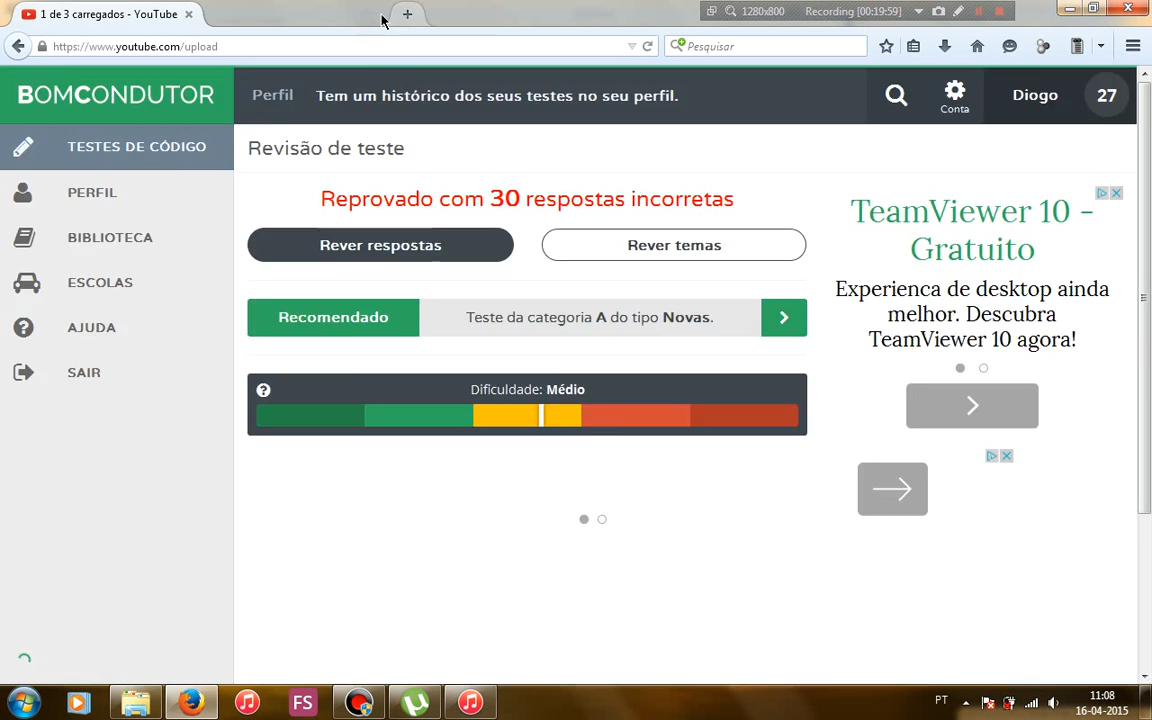 1 de 3 carregados - YouTube
1280x800
Recording [00:19:59]
https://www.youtube.com/upload
Pesquisar
BOMCONDUTOR
Perfil
Tem um histórico dos seus testes no seu perfil.
Conta
Diogo
27
TESTES DE CÓDIGO
PERFIL
BIBLIOTECA
ESCOLAS
AJUDA
SAIR
Revisão de teste
Reprovado com 30 respostas incorretas
Rever respostas
Rever temas
Recomendado
Teste da categoria A do tipo Novas.
Dificuldade: Médio
TeamViewer 10 -
Gratuito
Experienca de desktop ainda
melhor. Descubra
TeamViewer 10 agora!
FS
PT
11:08
16-04-2015